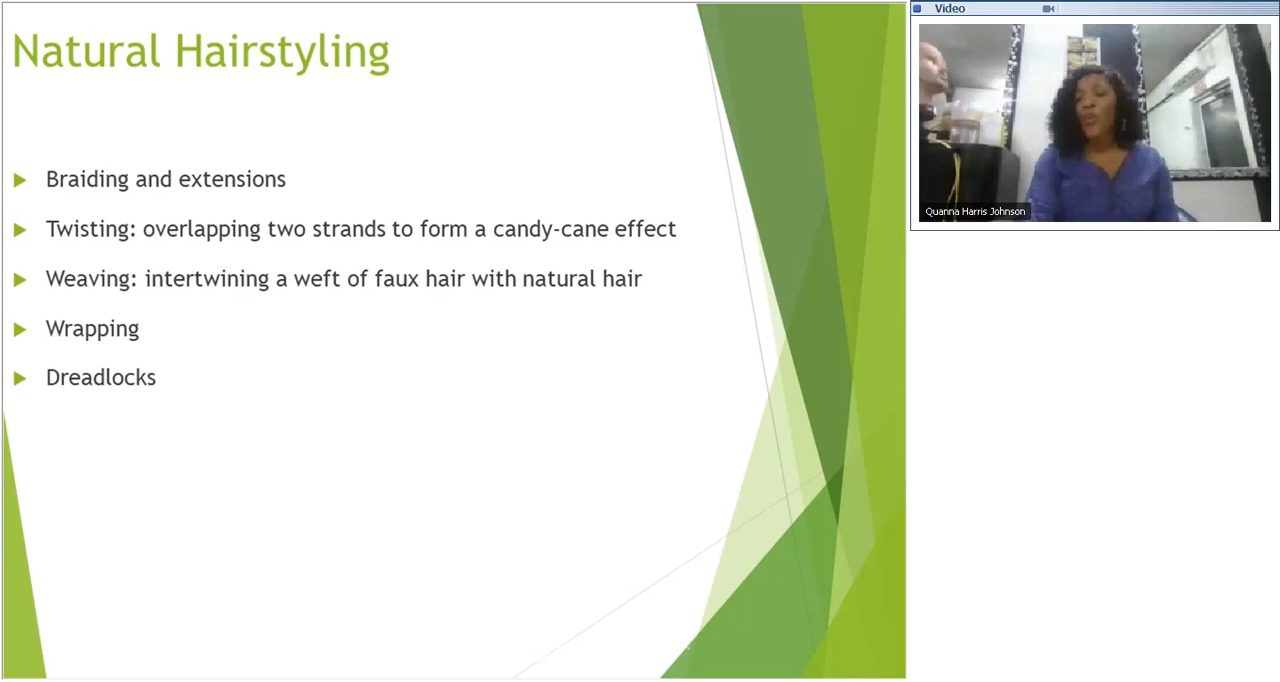 Natural Hairstyling
Braiding and extensions
Twisting: overlapping two strands to form a candy-cane effect
Weaving: intertwining a weft of faux hair with natural hair
Wrapping
Dreadlocks
Video
Quanna Harris Johnson